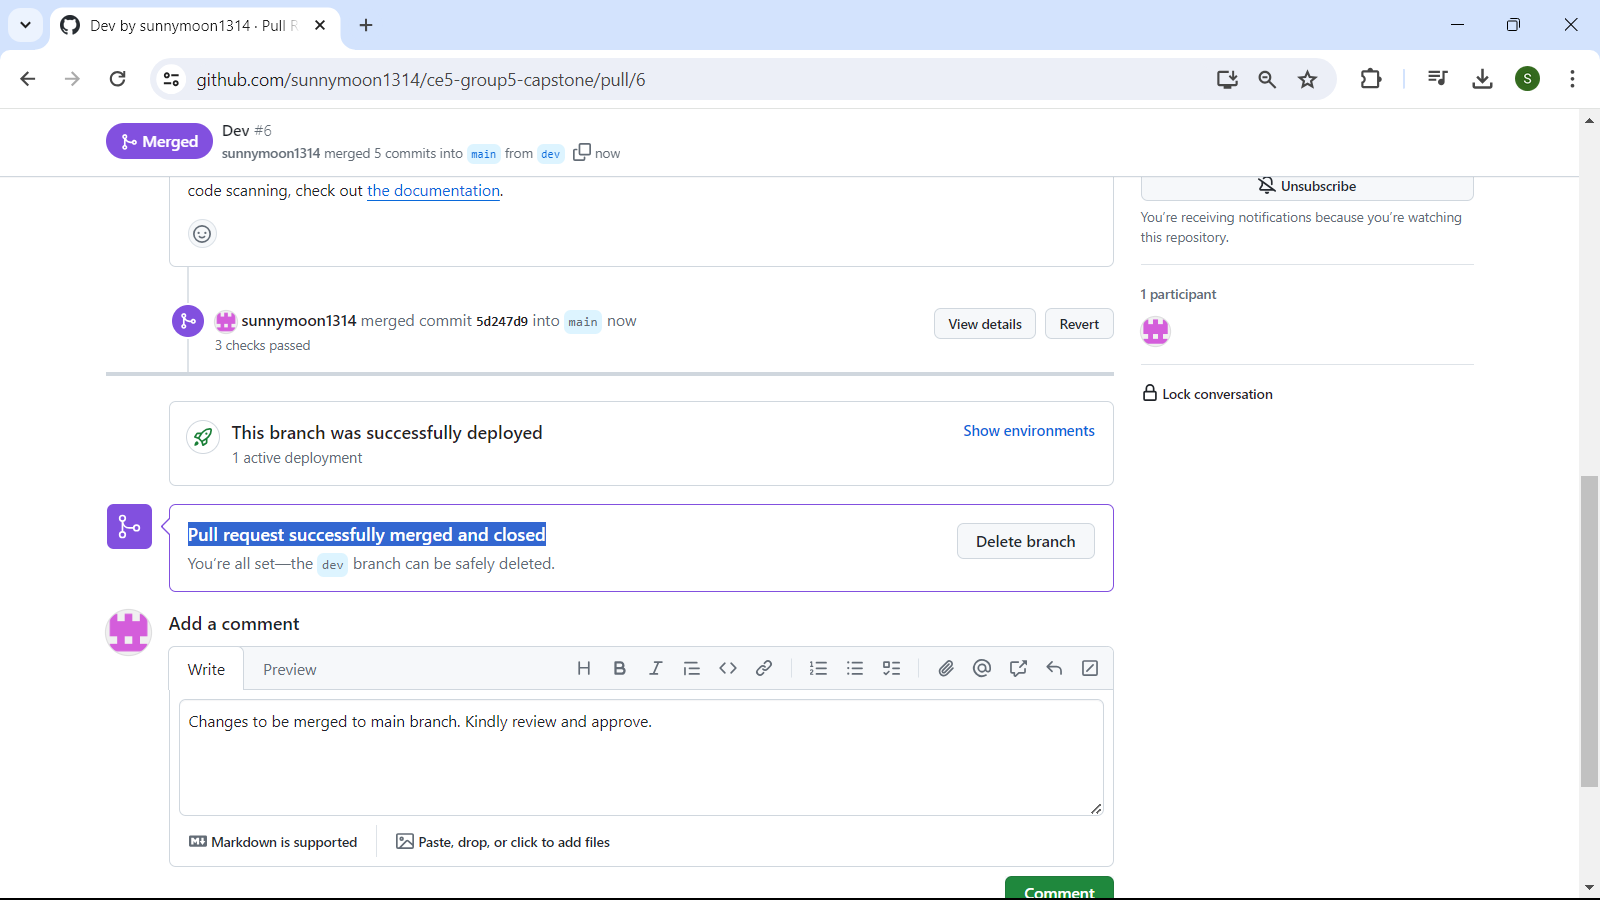 Dev by sunnymoon1314 · Pull R
github.com/sunnymoon1314/ce5-group5-capstone/pull/6
S
Merged
Dev #6
sunnymoon1314 merged 5 commits into main from dev now
code scanning, check out the documentation.
Unsubscribe
You're receiving notifications because you're watching
this repository.
1 participant
sunnymoon1314 merged commit 5d247d9 into main now
View details
Revert
3 checks passed
Lock conversation
This branch was successfully deployed
Show environments
1 active deployment
Pull request successfully merged and closed
Delete branch
You're all set—the dev branch can be safely deleted.
Add a comment
Write
Preview
Changes to be merged to main branch. Kindly review and approve.
Markdown is supported
Paste, drop, or click to add files
Comment